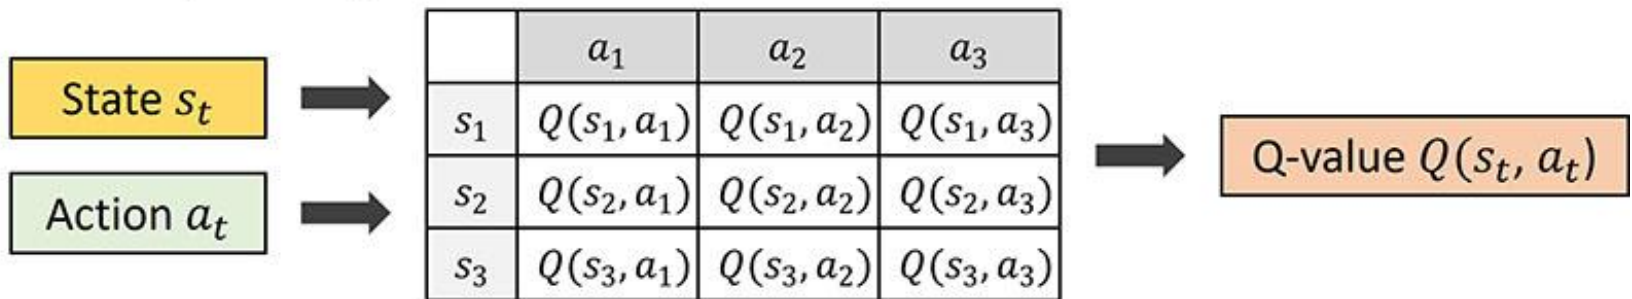 State s_t
Action a_t
a_1 a_2 a_3
s_1 Q(s_1, a_1) Q(s_1, a_2) Q(s_1, a_3)
s_2 Q(s_2, a_1) Q(s_2, a_2) Q(s_2, a_3)
s_3 Q(s_3, a_1) Q(s_3, a_2) Q(s_3, a_3)
Q-value Q(s_t, a_t)